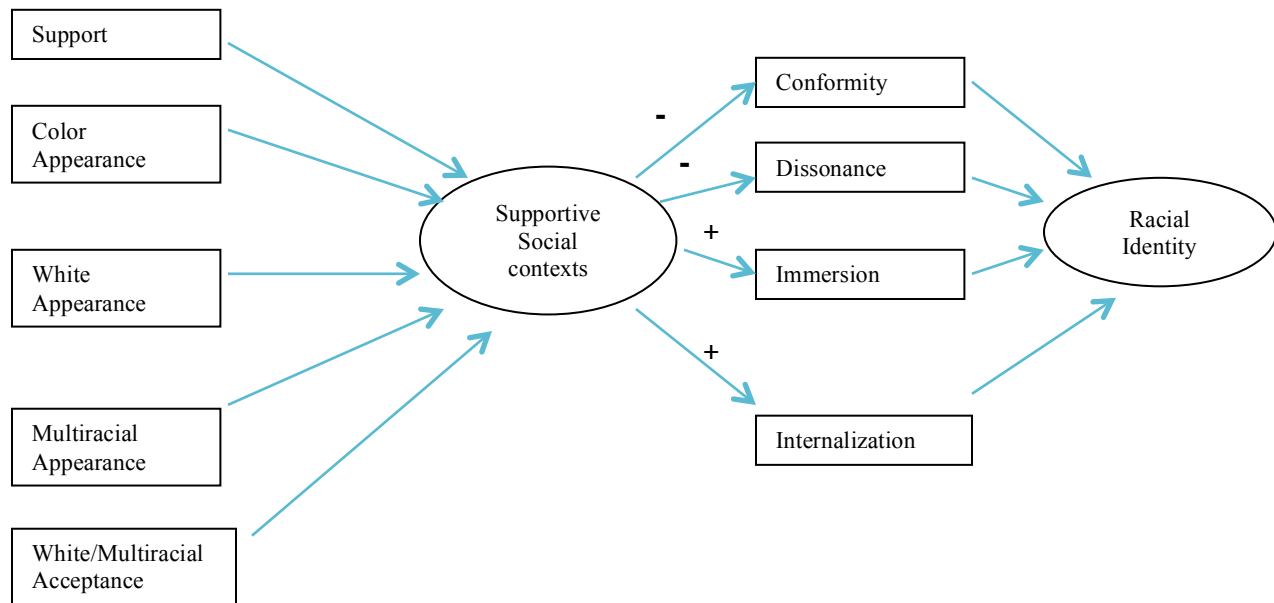 Support
Color
Appearance
White
Appearance
Multiracial
Appearance
White/Multiracial
Acceptance
Supportive
Social
contexts
-
-
+
+
Conformity
Dissonance
Immersion
Internalization
Racial
Identity